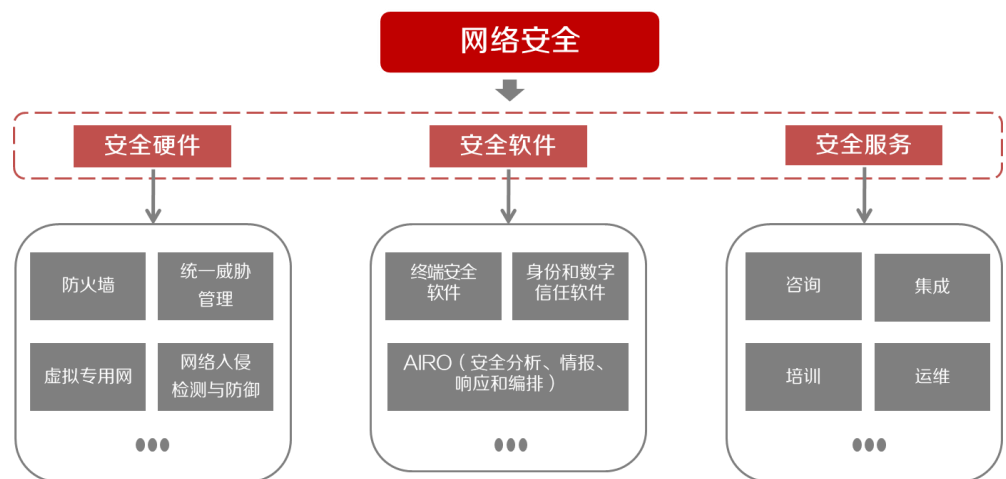 网络安全
安全硬件
安全软件
安全服务
防火墙
统一威胁
管理
虚拟专用网
网络入侵
检测与防御
终端安全
软件
身份和数字
信任软件
AIRO（安全分析、情报、
响应和编排）
咨询
集成
培训
运维